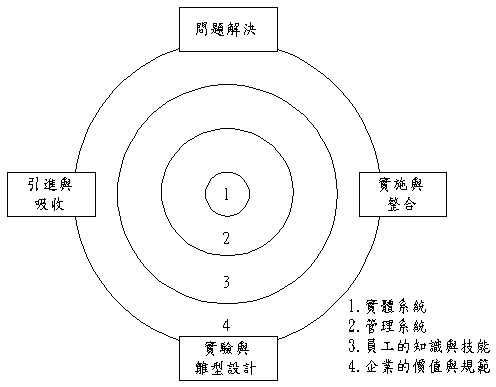 問題解決
引進與
吸收
實施與
整合
1
2
3
4
實驗與
雛型設計
1.實體系統
2.管理系統
3.員工的知識與技能
4.企業的價值與規範